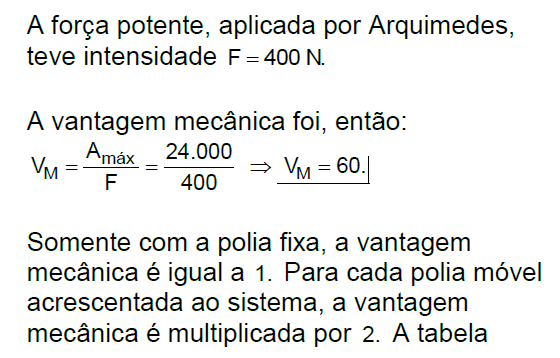 A força potente, aplicada por Arquimedes,
teve intensidade F = 400 N.
A vantagem mecânica foi, então:
V_M = A_máx / F = 24.000 / 400 ⇒ V_M = 60.
Somente com a polia fixa, a vantagem
mecânica é igual a 1. Para cada polia móvel
acrescentada ao sistema, a vantagem
mecânica é multiplicada por 2. A tabela